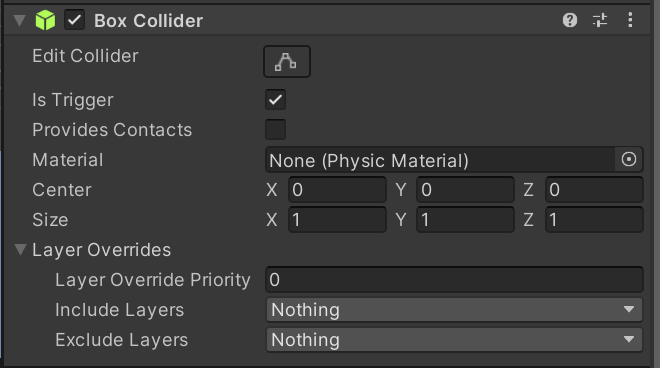 Box Collider
Edit Collider
Is Trigger
Provides Contacts
Material None (Physic Material)
Center X 0 Y 0 Z 0
Size X 1 Y 1 Z 1
Layer Overrides
Layer Override Priority 0
Include Layers Nothing
Exclude Layers Nothing